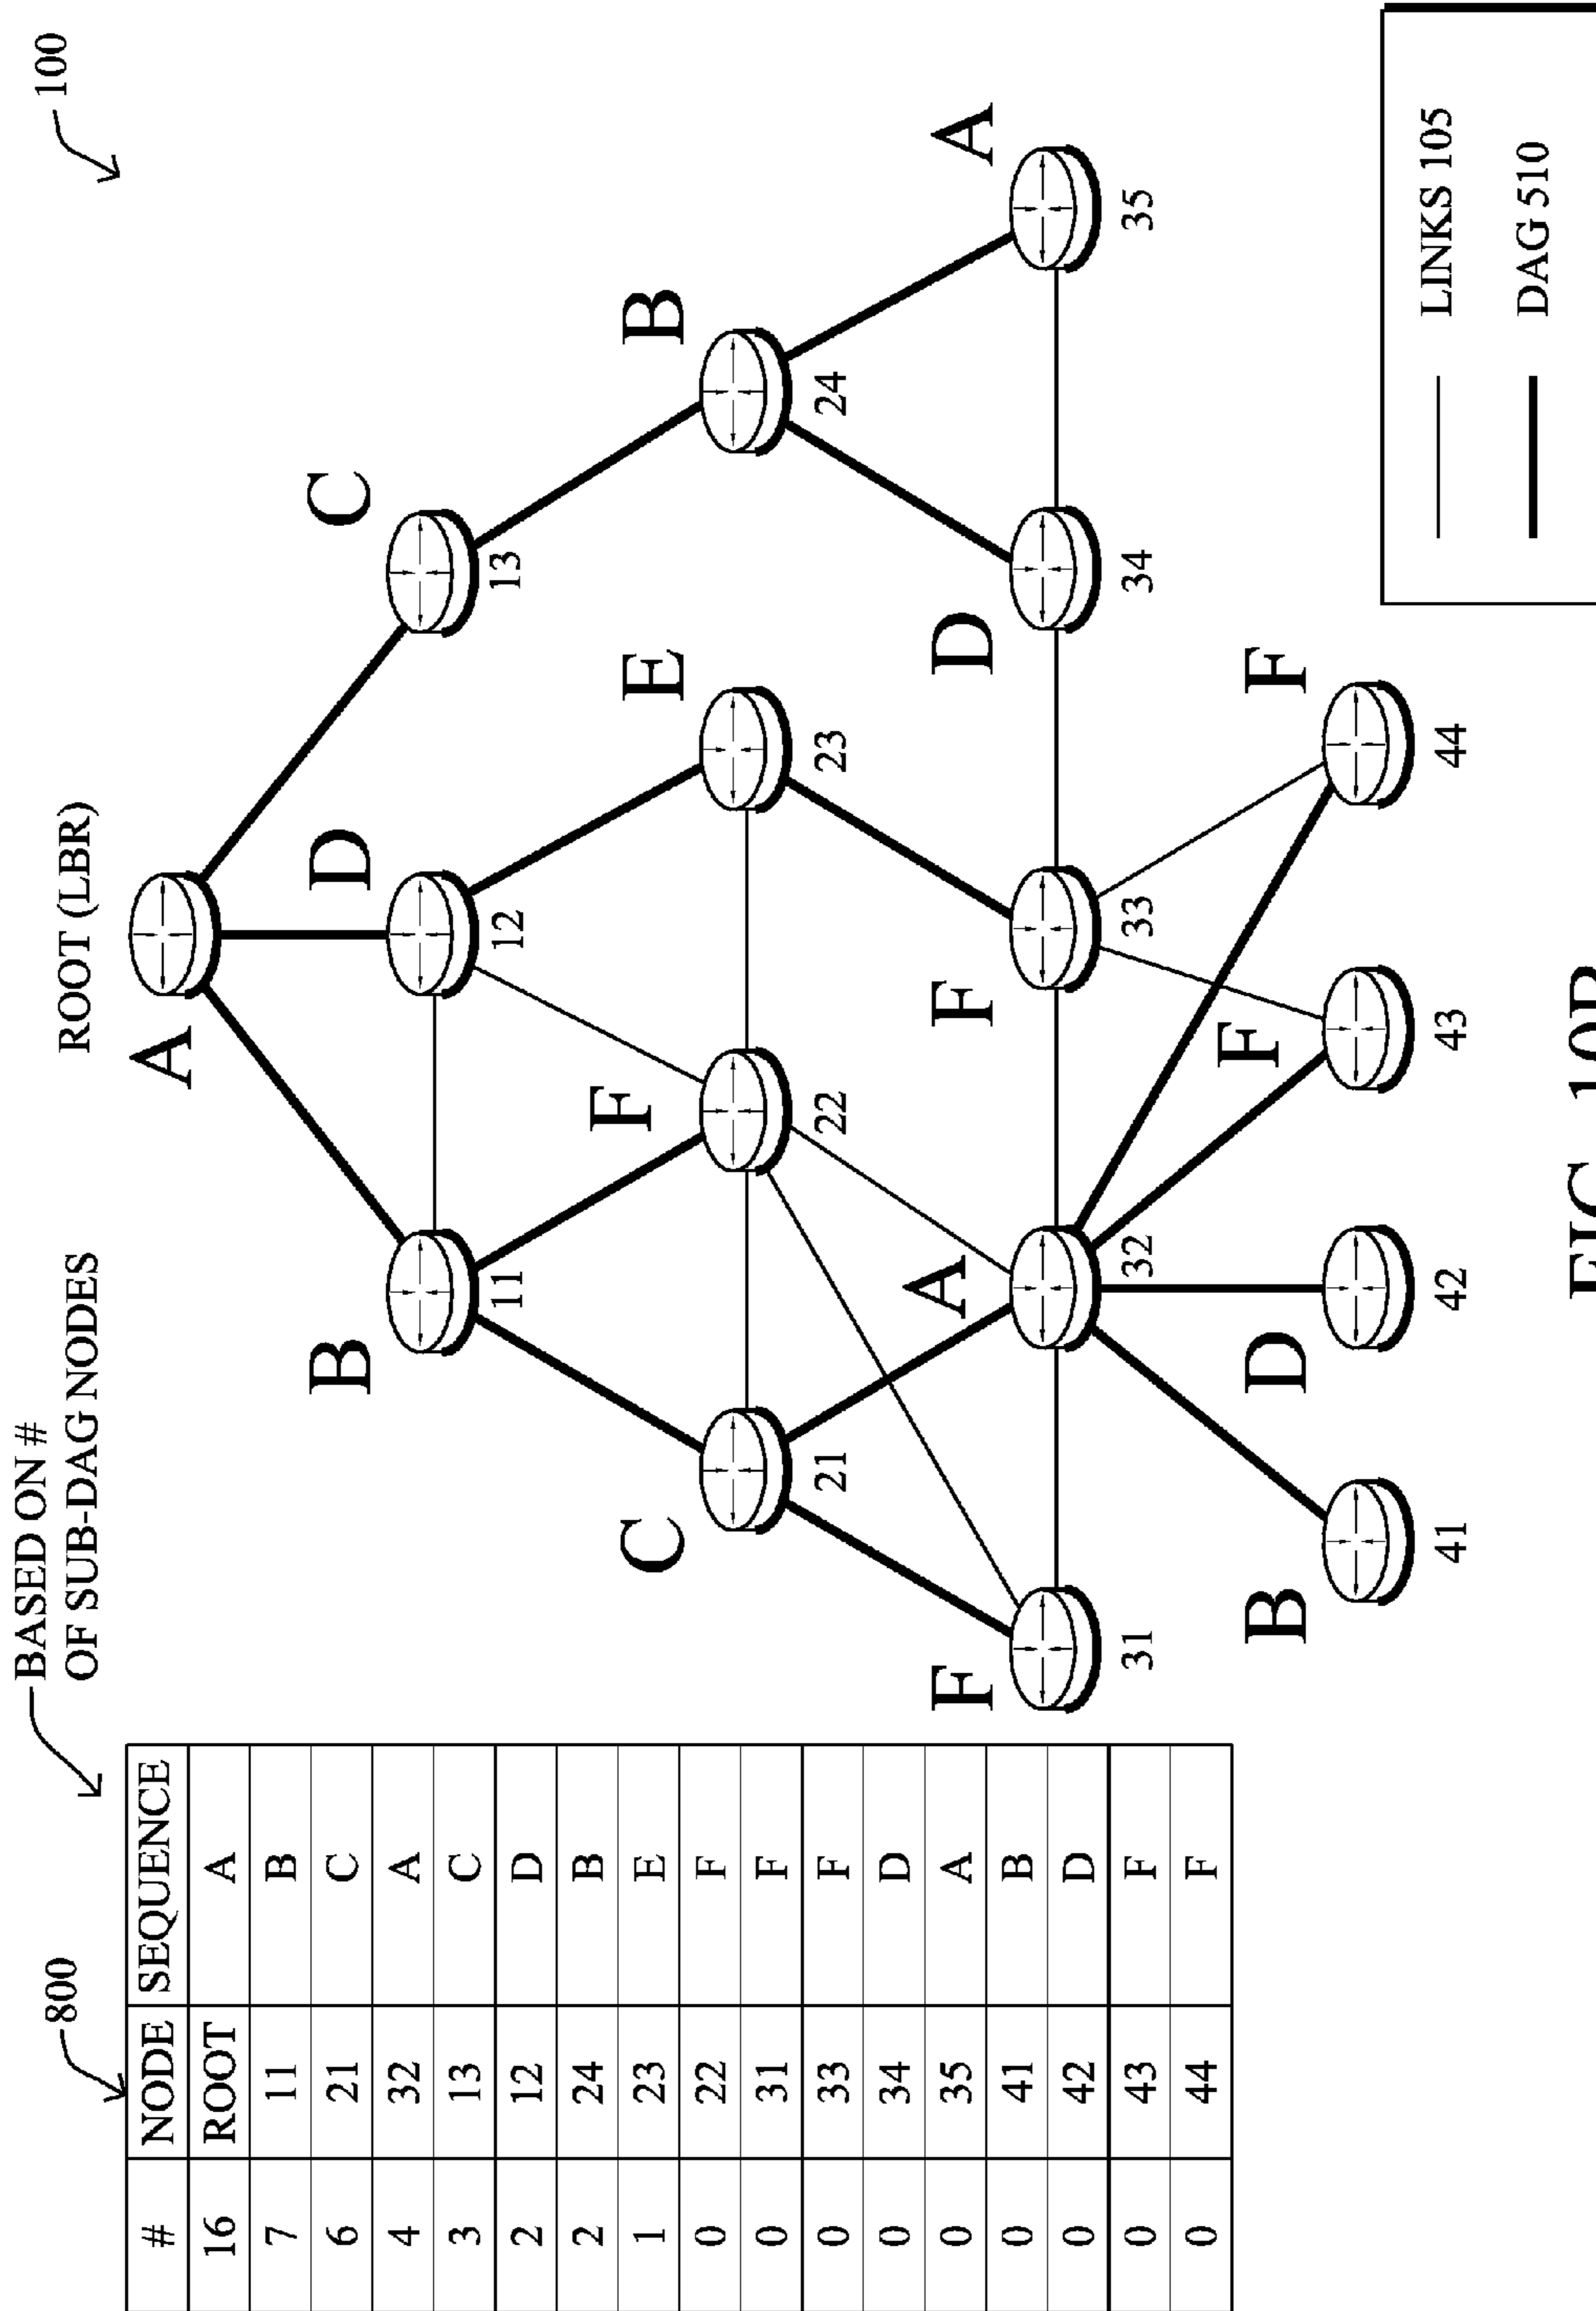 800
BASED ON #
OF SUB-DAG NODES
100
# NODE SEQUENCE
16 ROOT A
7 11 B
6 21 C
4 32 A
3 13 C
2 12 D
2 24 B
1 23 E
0 22 F
0 31 F
0 33 F
0 34 D
0 35 A
0 41 B
0 42 D
0 43 F
0 44 F
ROOT (LBR)
A
B D C
11 12 13
C F E B
21 22 23 24
F A F D A
31 32 33 34 35
B D F F
41 42 43 44
LINKS 105
DAG 510
FIG. 10B